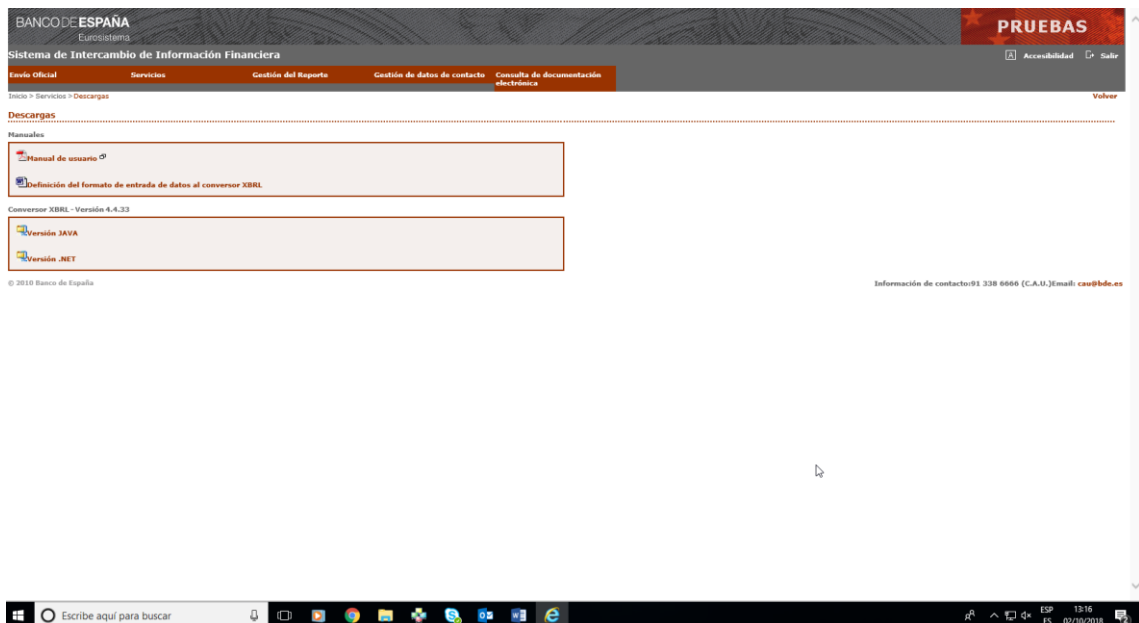 BANCO DE ESPAÑA
Eurosistema
PRUEBAS
Sistema de Intercambio de Información Financiera
Accesibilidad Salir
Envío Oficial Servicios Gestión del Reporte Gestión de datos de contacto Consulta de documentación
electrónica
Inicio > Servicios > Descargas Volver
Descargas
Manuales
Manual de usuario
Definición del formato de entrada de datos al conversor XBRL
Conversor XBRL - Versión 4.4.33
Versión JAVA
Versión .NET
© 2010 Banco de España Información de contacto:91 338 6666 (C.A.U.)Email: cau@bde.es
Escribe aquí para buscar
ESP 13:16
ES 02/10/2018